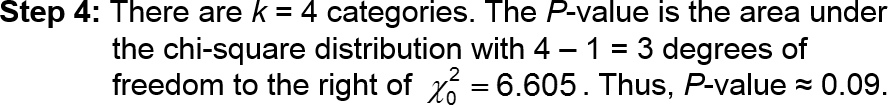 Step 4: There are k = 4 categories. The P-value is the area under
the chi-square distribution with 4 – 1 = 3 degrees of
freedom to the right of χ₀² = 6.605. Thus, P-value ≈ 0.09.